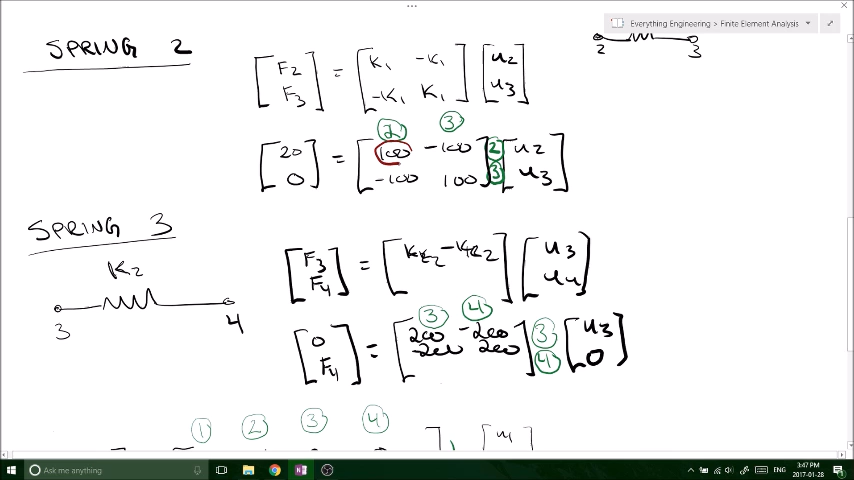 Everything Engineering > Finite Element Analysis
SPRING 2
2 3
[F2 F3] = [K1 -K1 -K1 K1] [u2 u3]
2 3
[20 0] = [100 -100 -100 100] 2 3 [u2 u3]
SPRING 3
K2
3 4
[F3 F4] = [K2 -K2] [u3 u4]
3 4
[0 F4] = [200 -200 -200 200] 3 4 [u3 0]
1 2 3 4
u1
Ask me anything
ENG
3:47 PM
2017-01-28